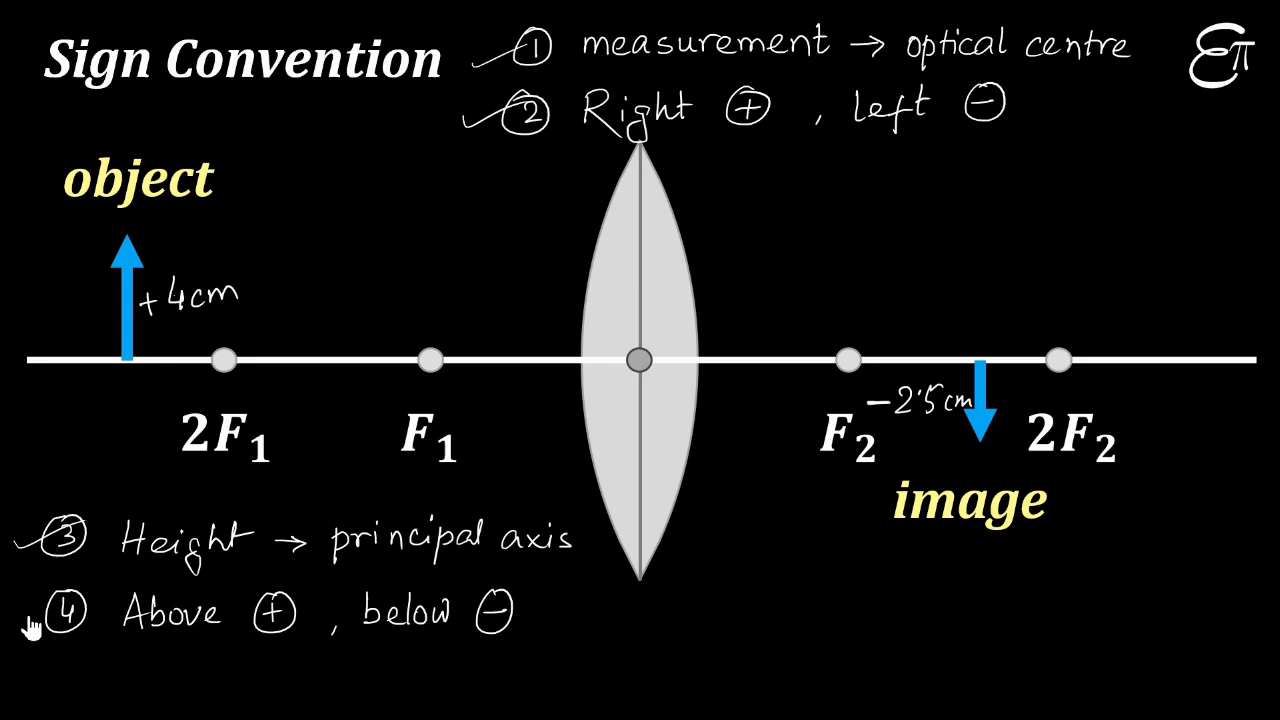 Sign Convention
① measurement → optical centre
② Right ⊕ , left ⊖
Eπ
object
+4cm
-2.5cm
2F₁
F₁
F₂
2F₂
image
③ Height → principal axis
④ Above ⊕ , below ⊖